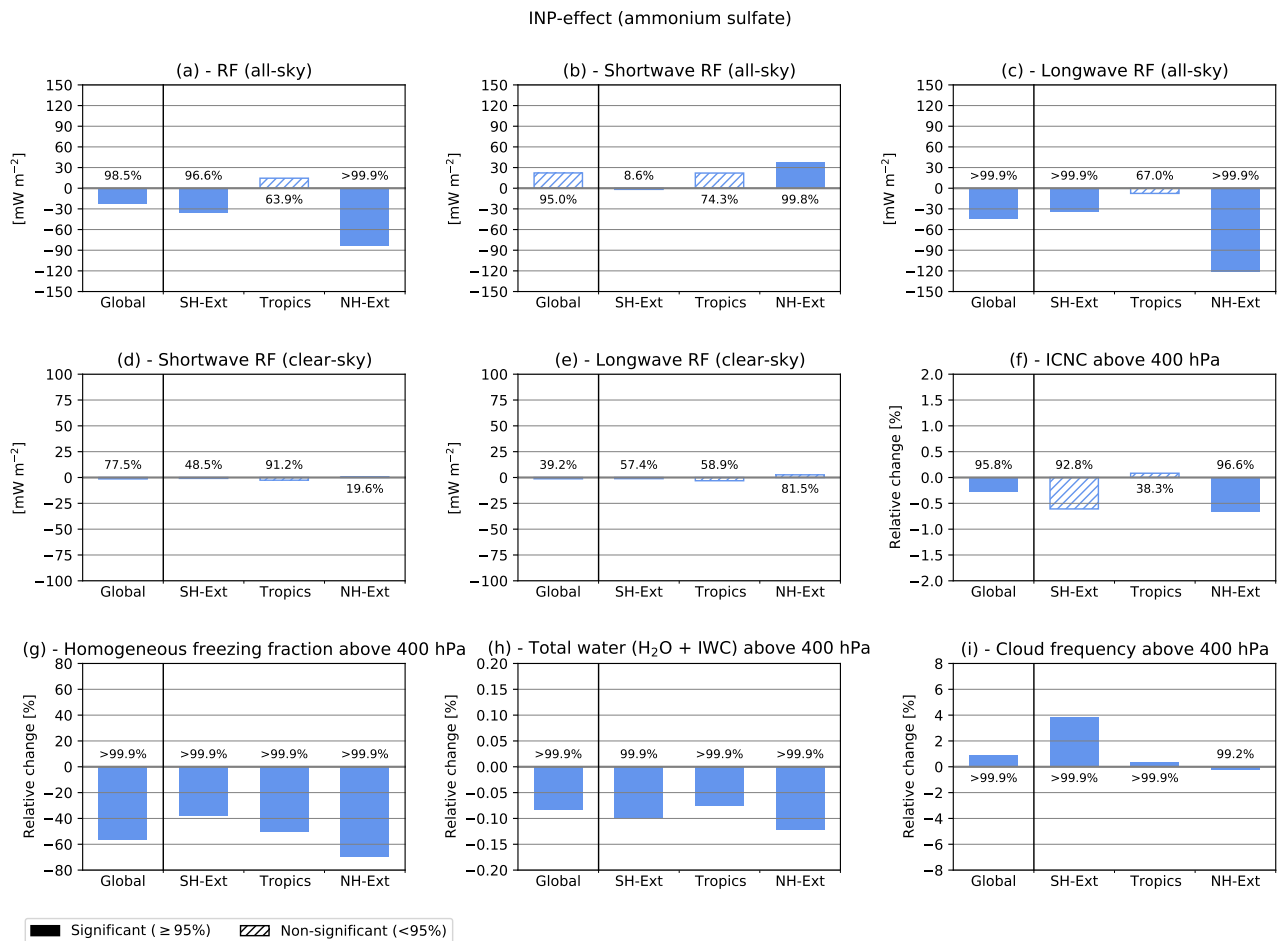 INP-effect (ammonium sulfate)
(a) - RF (all-sky)
[mW m⁻²]
150
120
90
60
30
0
−30
−60
−90
−120
−150
98.5%
96.6%
63.9%
>99.9%
Global
SH-Ext
Tropics
NH-Ext
(b) - Shortwave RF (all-sky)
[mW m⁻²]
150
120
90
60
30
0
−30
−60
−90
−120
−150
95.0%
8.6%
74.3%
99.8%
Global
SH-Ext
Tropics
NH-Ext
(c) - Longwave RF (all-sky)
[mW m⁻²]
150
120
90
60
30
0
−30
−60
−90
−120
−150
>99.9%
>99.9%
67.0%
>99.9%
Global
SH-Ext
Tropics
NH-Ext
(d) - Shortwave RF (clear-sky)
[mW m⁻²]
100
75
50
25
0
−25
−50
−75
−100
77.5%
48.5%
91.2%
19.6%
Global
SH-Ext
Tropics
NH-Ext
(e) - Longwave RF (clear-sky)
[mW m⁻²]
100
75
50
25
0
−25
−50
−75
−100
39.2%
57.4%
58.9%
81.5%
Global
SH-Ext
Tropics
NH-Ext
(f) - ICNC above 400 hPa
Relative change [%]
2.0
1.5
1.0
0.5
0.0
−0.5
−1.0
−1.5
−2.0
95.8%
92.8%
38.3%
96.6%
Global
SH-Ext
Tropics
NH-Ext
(g) - Homogeneous freezing fraction above 400 hPa
Relative change [%]
80
60
40
20
0
−20
−40
−60
−80
>99.9%
>99.9%
>99.9%
>99.9%
Global
SH-Ext
Tropics
NH-Ext
(h) - Total water (H₂O + IWC) above 400 hPa
Relative change [%]
0.20
0.15
0.10
0.05
0.00
−0.05
−0.10
−0.15
−0.20
>99.9%
99.9%
>99.9%
>99.9%
Global
SH-Ext
Tropics
NH-Ext
(i) - Cloud frequency above 400 hPa
Relative change [%]
8
6
4
2
0
−2
−4
−6
−8
>99.9%
>99.9%
>99.9%
99.2%
Global
SH-Ext
Tropics
NH-Ext
Significant (≥ 95%)
Non-significant (<95%)